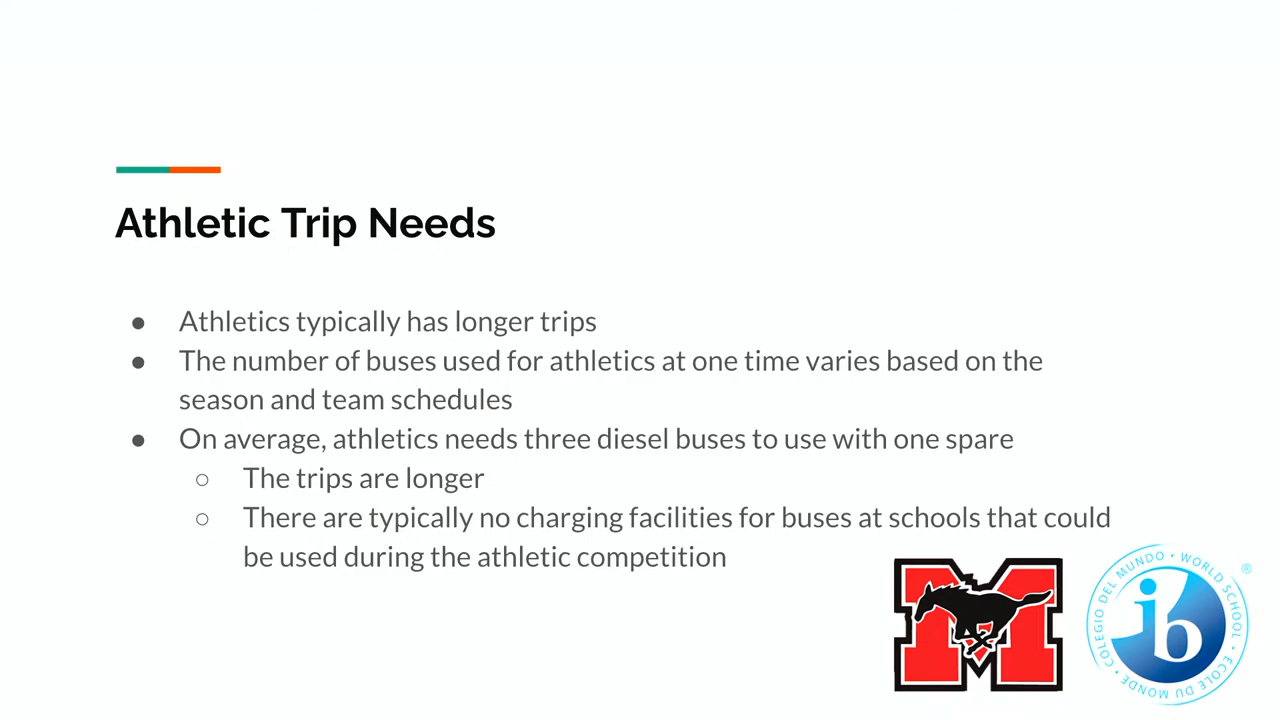 Athletic Trip Needs
● Athletics typically has longer trips
● The number of buses used for athletics at one time varies based on the
season and team schedules
● On average, athletics needs three diesel buses to use with one spare
○ The trips are longer
○ There are typically no charging facilities for buses at schools that could
be used during the athletic competition
M
ib
COLEGIO DEL MUNDO • WORLD SCHOOL • ECOLE DU MONDE •
®